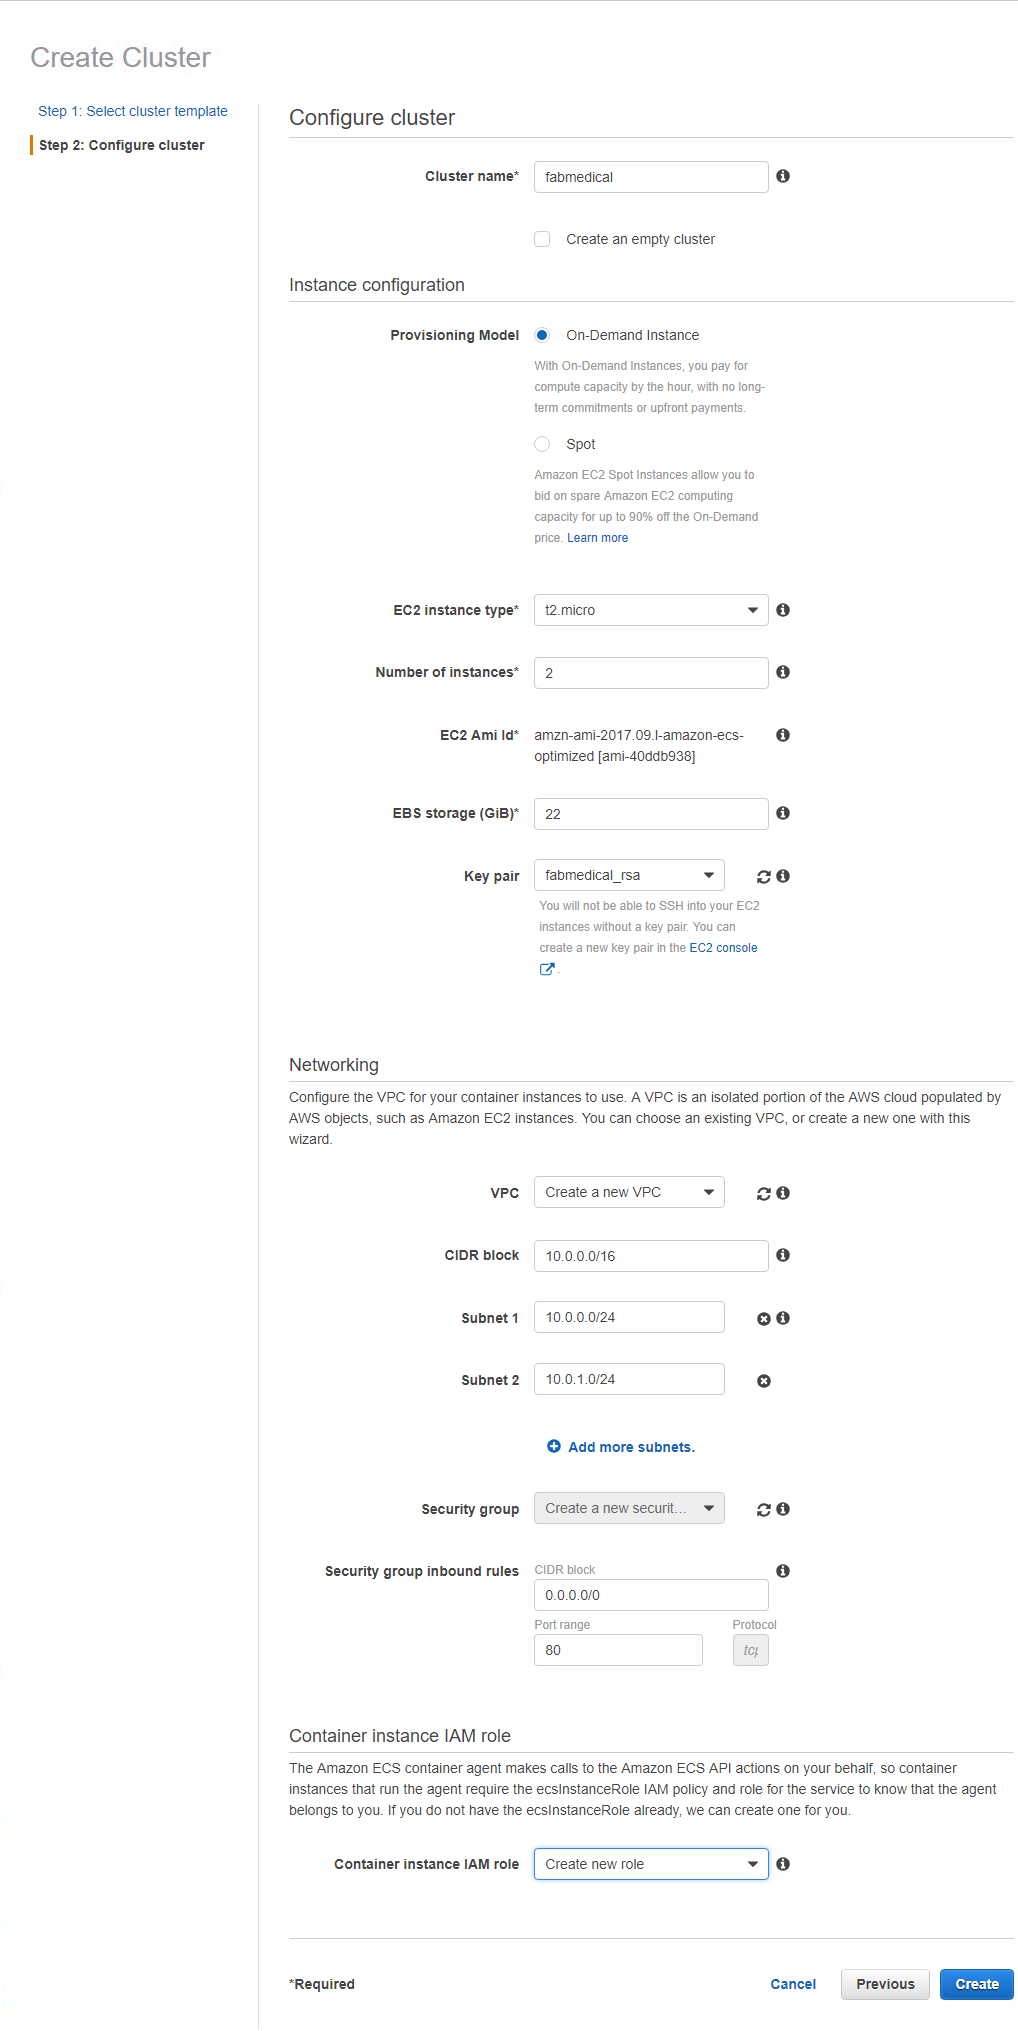 Create Cluster
Step 1: Select cluster template
Step 2: Configure cluster
Configure cluster
Cluster name*
fabmedical
Create an empty cluster
Instance configuration
Provisioning Model
On-Demand Instance
With On-Demand Instances, you pay for
compute capacity by the hour, with no long-
term commitments or upfront payments.
Spot
Amazon EC2 Spot Instances allow you to
bid on spare Amazon EC2 computing
capacity for up to 90% off the On-Demand
price. Learn more
EC2 instance type*
t2.micro
Number of instances*
2
EC2 Ami Id*
amzn-ami-2017.09.l-amazon-ecs-
optimized [ami-40ddb938]
EBS storage (GiB)*
22
Key pair
fabmedical_rsa
You will not be able to SSH into your EC2
instances without a key pair. You can
create a new key pair in the EC2 console
.
Networking
Configure the VPC for your container instances to use. A VPC is an isolated portion of the AWS cloud populated by
AWS objects, such as Amazon EC2 instances. You can choose an existing VPC, or create a new one with this
wizard.
VPC
Create a new VPC
CIDR block
10.0.0.0/16
Subnet 1
10.0.0.0/24
Subnet 2
10.0.1.0/24
Add more subnets.
Security group
Create a new securit...
Security group inbound rules
CIDR block
0.0.0.0/0
Port range
Protocol
80
tcp
Container instance IAM role
The Amazon ECS container agent makes calls to the Amazon ECS API actions on your behalf, so container
instances that run the agent require the ecsInstanceRole IAM policy and role for the service to know that the agent
belongs to you. If you do not have the ecsInstanceRole already, we can create one for you.
Container instance IAM role
Create new role
*Required
Cancel
Previous
Create